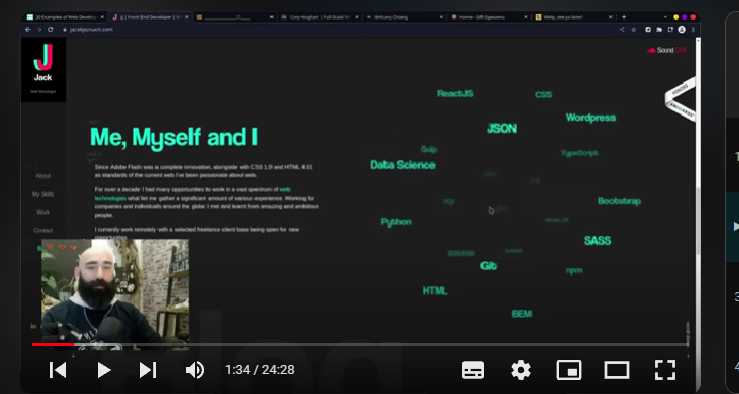 20 Examples of Web Develop
Front End Developer
Cory Hughart | Full-Stack W
Brittany Chiang
Home - Gift Egwuenu
Welp, see ya later!
jacekjeznach.com
Sound OFF
Jack
Web Developer
Me, Myself and I
Since Adobe Flash was a complete innovation, alongside with CSS 1.0! and HTML 4.01
as standards of the current web I've been passionate about web.
For over a decade I had many opportunities to work in a vast spectrum of web
technologies what let me gather a significant amount of various experience. Working for
companies and individuals around the globe I met and learnt from amazing and ambitious
people.
I currently work remotely with a selected freelance client base being open for new
opportunities.
About
My Skills
Work
Contact
ReactJS
CSS
Wordpress
JSON
Gulp
TypeScript
Data Science
Bootstrap
Python
SASS
Git
npm
HTML
BEM
in
1:34 / 24:28
3
4